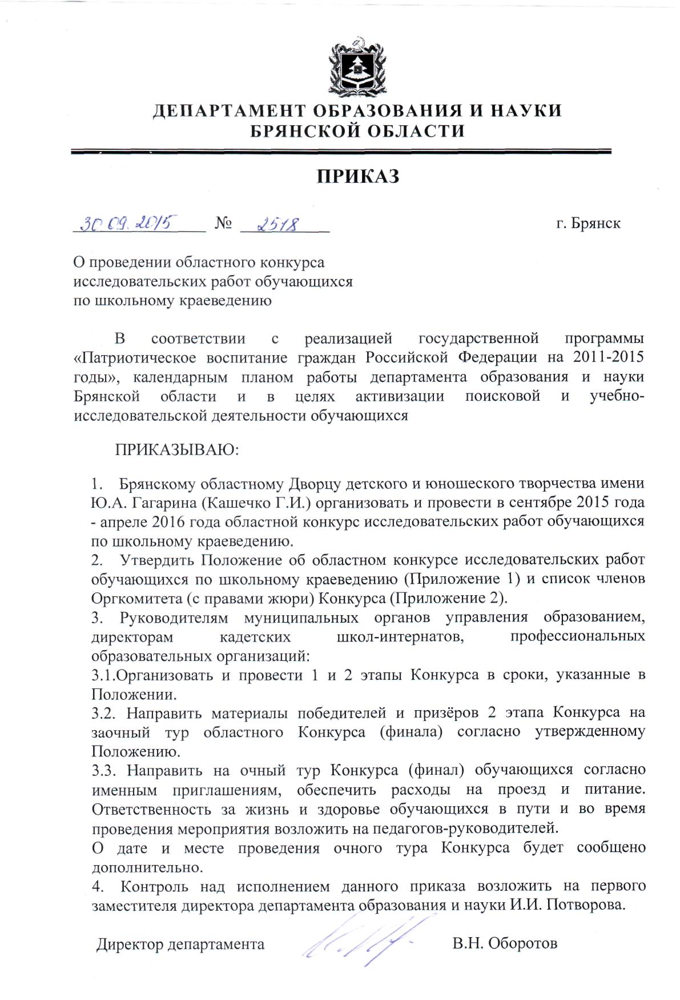 ДЕПАРТАМЕНТ ОБРАЗОВАНИЯ И НАУКИ
БРЯНСКОЙ ОБЛАСТИ
ПРИКАЗ
30 09. 2015 № 2518 г. Брянск
О проведении областного конкурса
исследовательских работ обучающихся
по школьному краеведению
В соответствии с реализацией государственной программы
«Патриотическое воспитание граждан Российской Федерации на 2011-2015
годы», календарным планом работы департамента образования и науки
Брянской области и в целях активизации поисковой и учебно-
исследовательской деятельности обучающихся
ПРИКАЗЫВАЮ:
1. Брянскому областному Дворцу детского и юношеского творчества имени
Ю.А. Гагарина (Кашечко Г.И.) организовать и провести в сентябре 2015 года
- апреле 2016 года областной конкурс исследовательских работ обучающихся
по школьному краеведению.
2. Утвердить Положение об областном конкурсе исследовательских работ
обучающихся по школьному краеведению (Приложение 1) и список членов
Оргкомитета (с правами жюри) Конкурса (Приложение 2).
3. Руководителям муниципальных органов управления образованием,
директорам кадетских школ-интернатов, профессиональных
образовательных организаций:
3.1.Организовать и провести 1 и 2 этапы Конкурса в сроки, указанные в
Положении.
3.2. Направить материалы победителей и призёров 2 этапа Конкурса на
заочный тур областного Конкурса (финала) согласно утвержденному
Положению.
3.3. Направить на очный тур Конкурса (финал) обучающихся согласно
именным приглашениям, обеспечить расходы на проезд и питание.
Ответственность за жизнь и здоровье обучающихся в пути и во время
проведения мероприятия возложить на педагогов-руководителей.
О дате и месте проведения очного тура Конкурса будет сообщено
дополнительно.
4. Контроль над исполнением данного приказа возложить на первого
заместителя директора департамента образования и науки И.И. Потворова.
Директор департамента В.Н. Оборотов